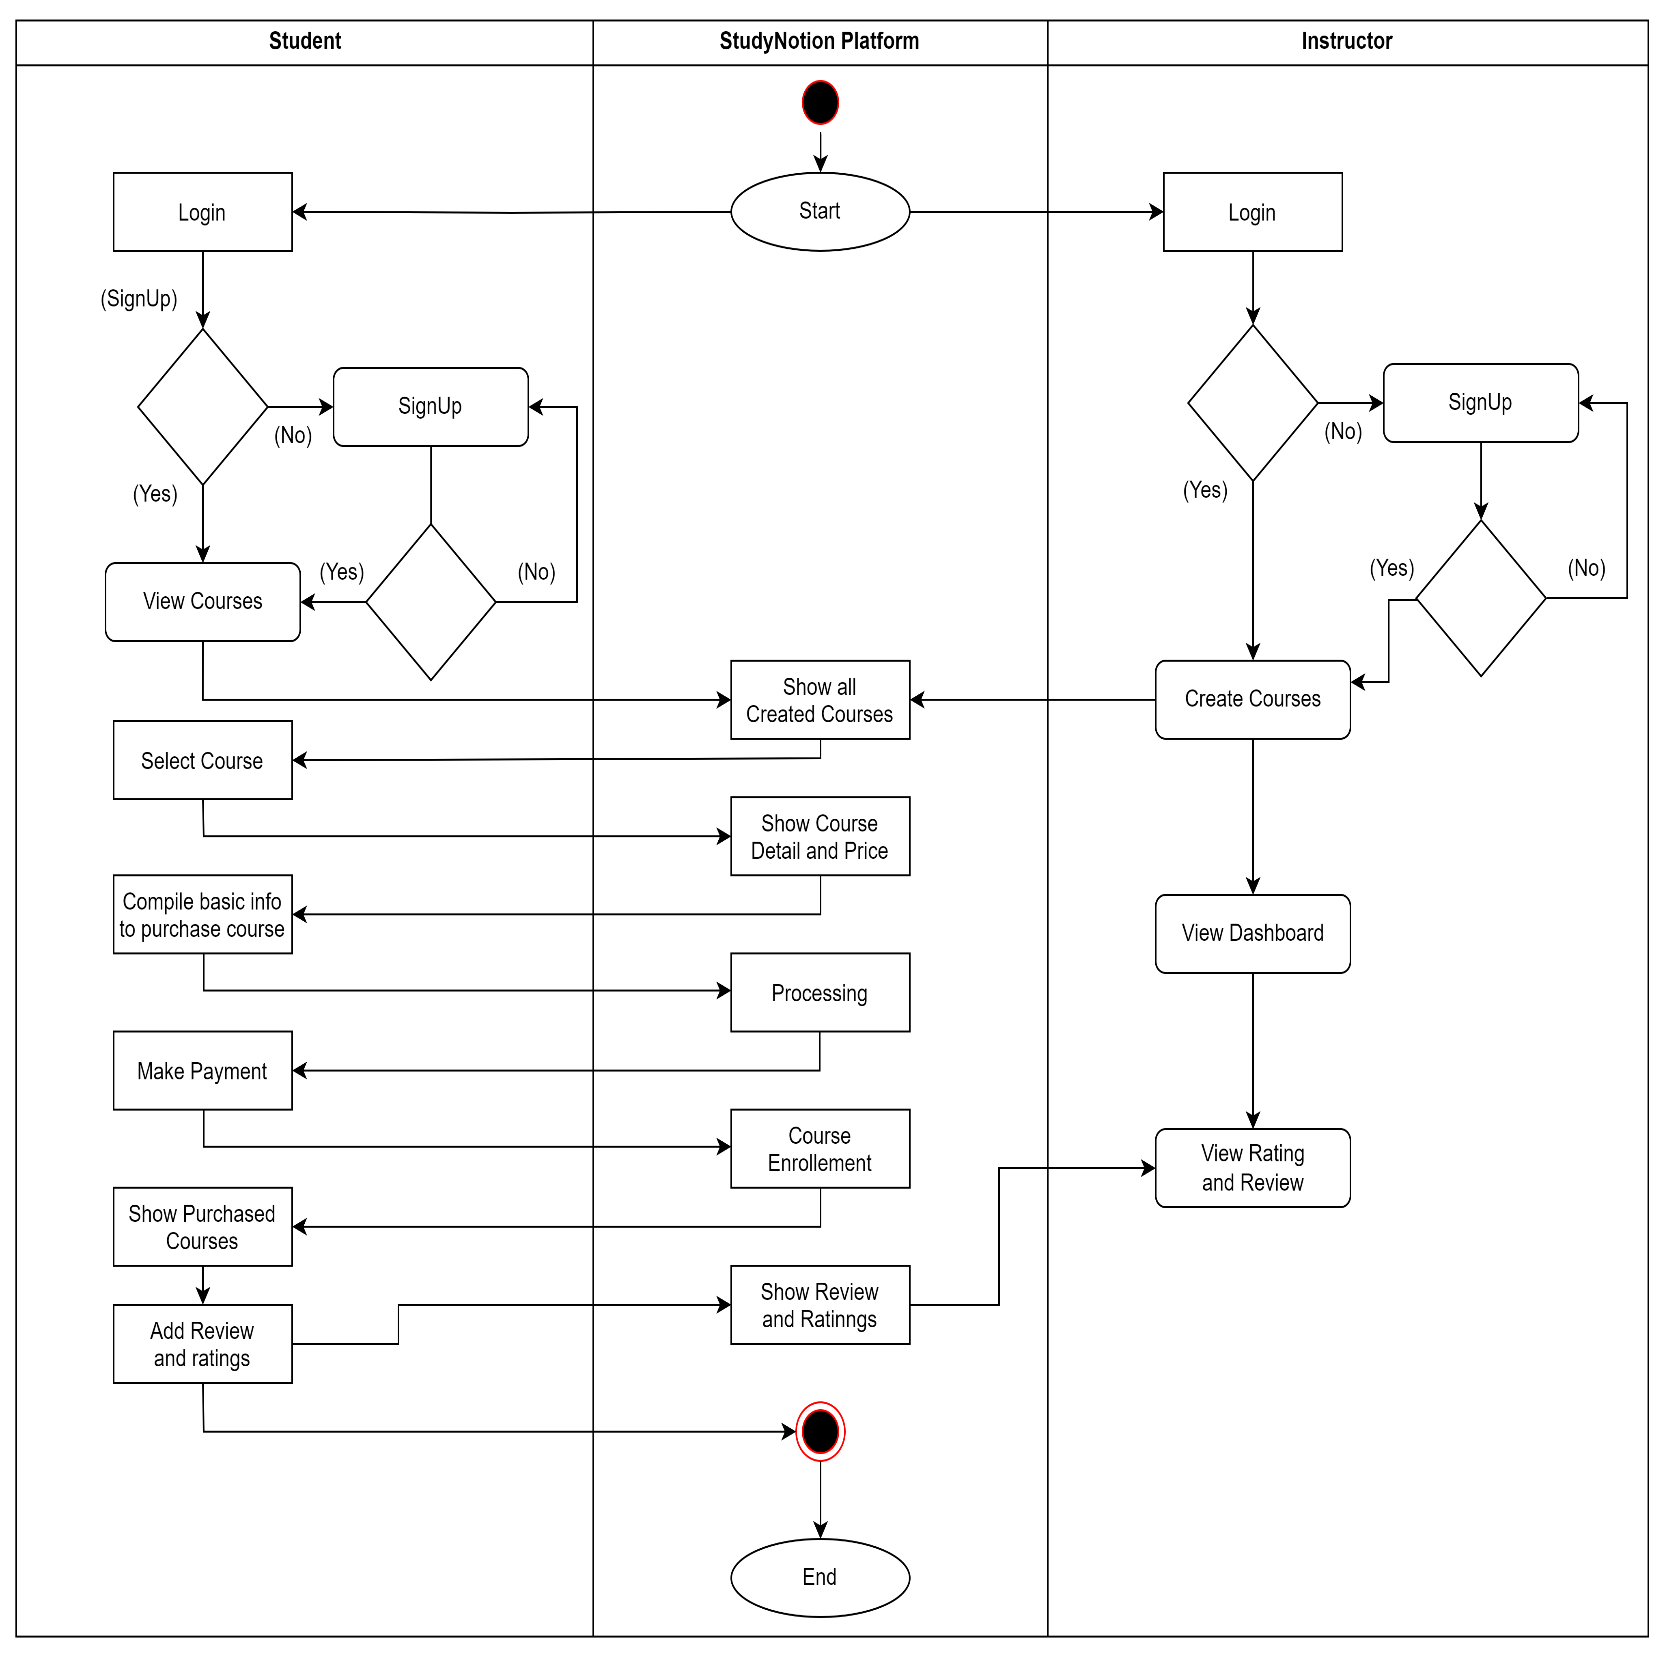 Student
StudyNotion Platform
Instructor
Start
Login
Login
(SignUp)
SignUp
(No)
(Yes)
SignUp
(No)
(Yes)
(Yes)
(No)
(Yes)
(No)
View Courses
Show all
Created Courses
Create Courses
Select Course
Show Course
Detail and Price
Compile basic info
to purchase course
View Dashboard
Processing
Make Payment
Course
Enrollement
View Rating
and Review
Show Purchased
Courses
Show Review
and Ratinngs
Add Review
and ratings
End